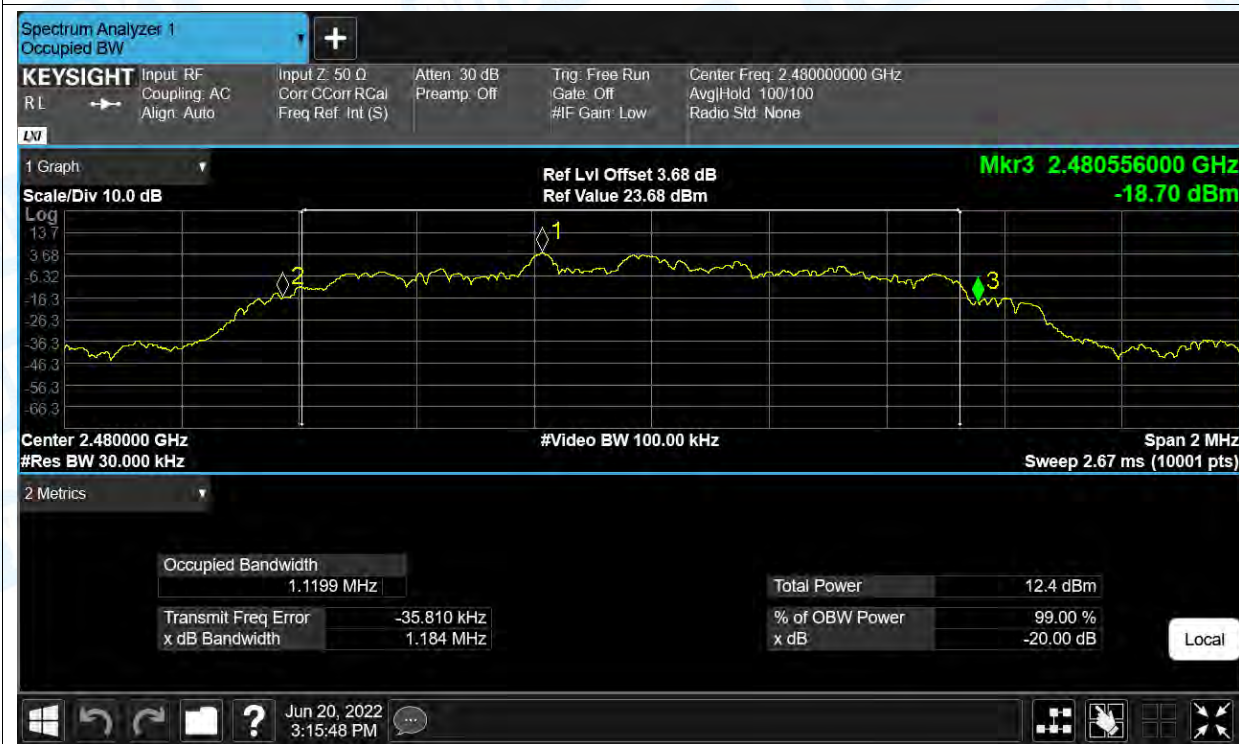 Spectrum Analyzer 1
Occupied BW
+
KEYSIGHT
RL
LXI
Input: RF
Coupling: AC
Align: Auto
Input Z: 50 Ω
Corr CCorr RCal
Freq Ref: Int (S)
Atten: 30 dB
Preamp: Off
Trig: Free Run
Gate: Off
#IF Gain: Low
Center Freq: 2.480000000 GHz
Avg|Hold: 100/100
Radio Std: None
1 Graph
Scale/Div 10.0 dB
Ref Lvl Offset 3.68 dB
Ref Value 23.68 dBm
Mkr3 2.480556000 GHz
-18.70 dBm
Log
13.7
3.68
-6.32
-16.3
-26.3
-36.3
-46.3
-56.3
-66.3
1
2
3
Center 2.480000 GHz
#Res BW 30.000 kHz
#Video BW 100.00 kHz
Span 2 MHz
Sweep 2.67 ms (10001 pts)
2 Metrics
Occupied Bandwidth
1.1199 MHz
Transmit Freq Error -35.810 kHz
x dB Bandwidth 1.184 MHz
Total Power 12.4 dBm
% of OBW Power 99.00 %
x dB -20.00 dB
Local
?
Jun 20, 2022
3:15:48 PM